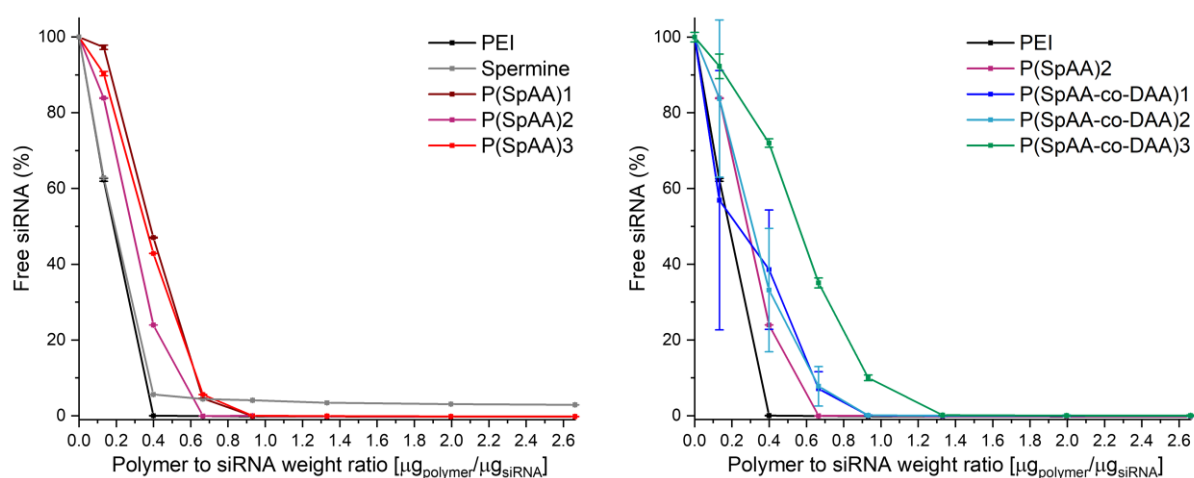 100
80
60
40
20
0
Free siRNA (%)
PEI
Spermine
P(SpAA)1
P(SpAA)2
P(SpAA)3
0.0 0.2 0.4 0.6 0.8 1.0 1.2 1.4 1.6 1.8 2.0 2.2 2.4 2.6
Polymer to siRNA weight ratio [μgpolymer/μgsiRNA]
100
80
60
40
20
0
Free siRNA (%)
PEI
P(SpAA)2
P(SpAA-co-DAA)1
P(SpAA-co-DAA)2
P(SpAA-co-DAA)3
0.0 0.2 0.4 0.6 0.8 1.0 1.2 1.4 1.6 1.8 2.0 2.2 2.4 2.6
Polymer to siRNA weight ratio [μgpolymer/μgsiRNA]